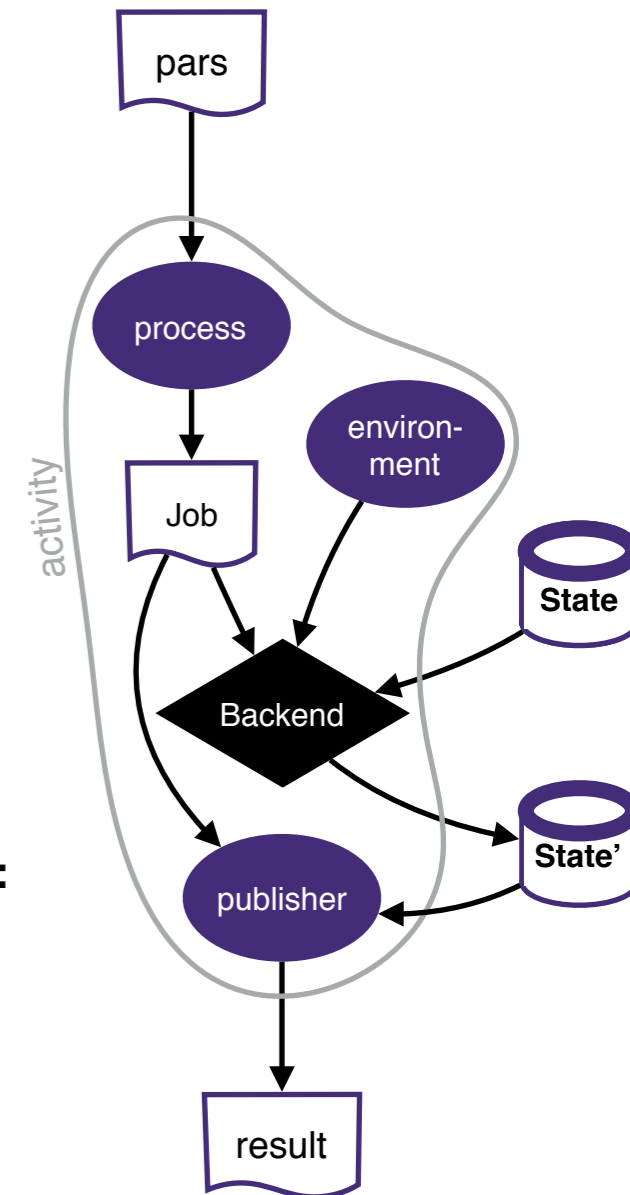 pars
process
environ-
ment
activity
Job
State
Backend
State’
:
publisher
result